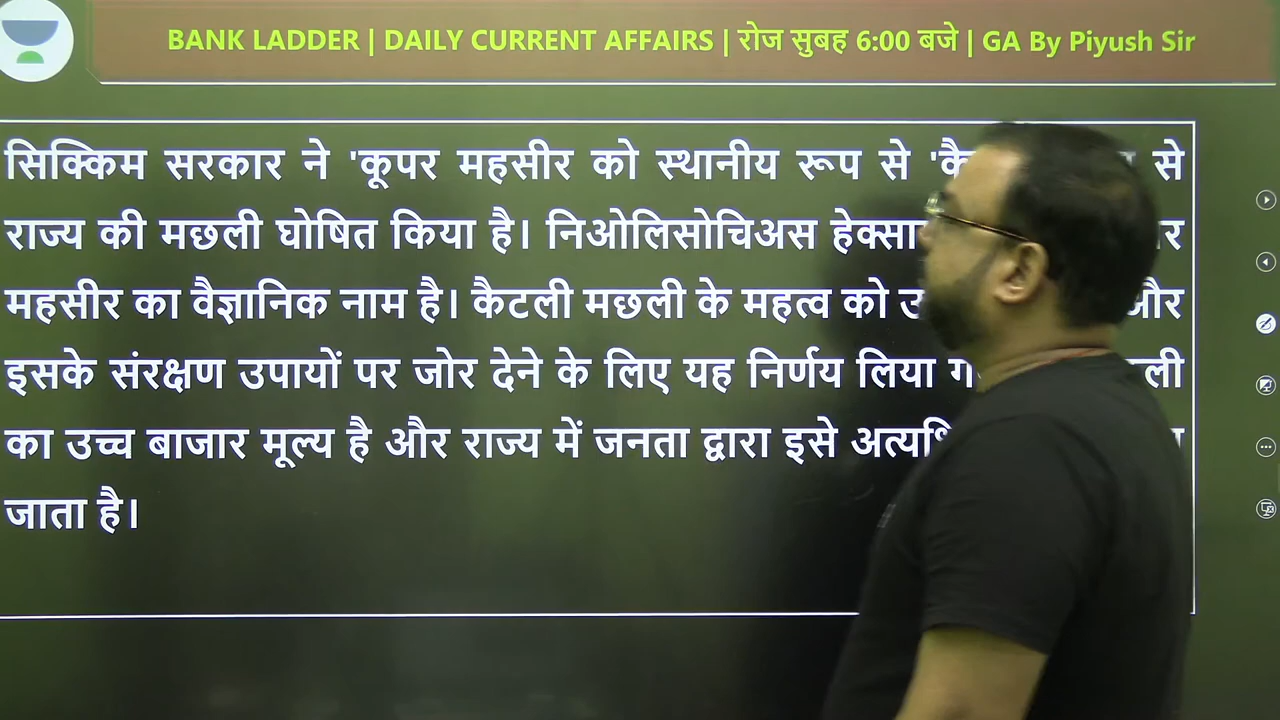 BANK LADDER | DAILY CURRENT AFFAIRS | रोज सुबह 6:00 बजे | GA By Piyush Sir
सिक्किम सरकार ने 'कूपर महसीर को स्थानीय रूप से से
राज्य की मछली घोषित किया है। निओलिसोचिअस
महसीर का वैज्ञानिक नाम है। कैटली मछली के महत्व को और
इसके संरक्षण उपायों पर जोर देने के लिए यह निर्णय लिया
का उच्च बाजार मूल्य है और राज्य में जनता द्वारा इसे
जाता है।